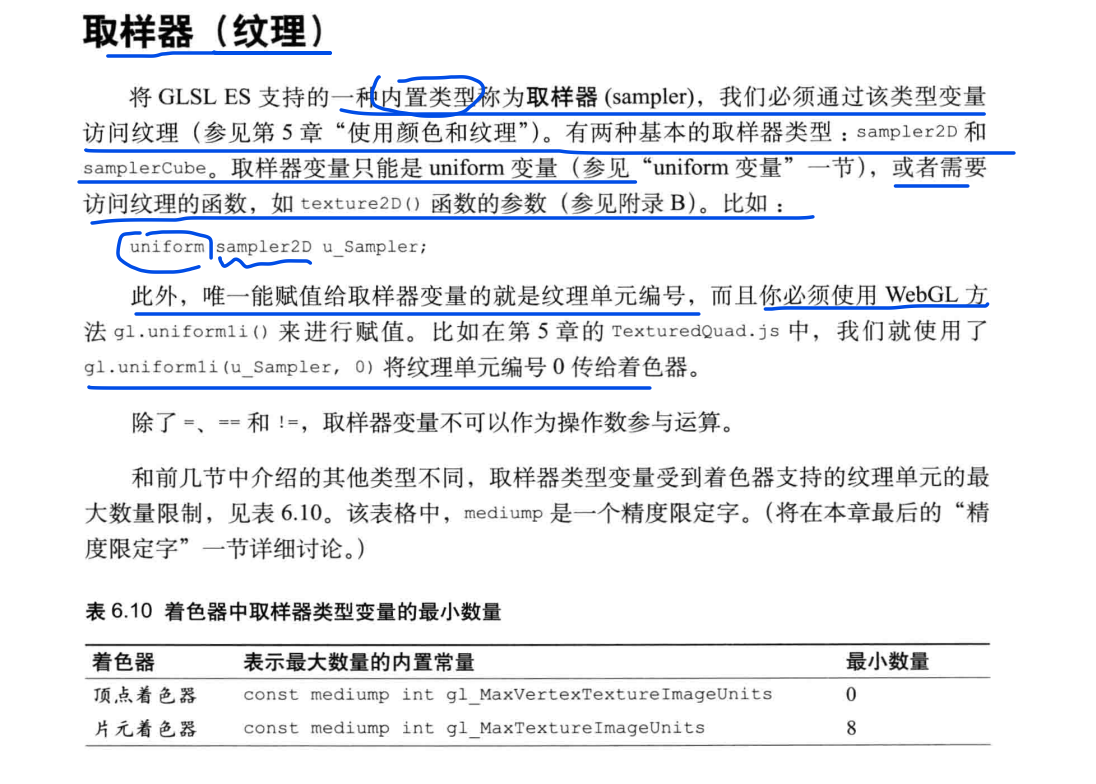 取样器（纹理）
将 GLSL ES 支持的一种内置类型称为取样器 (sampler)，我们必须通过该类型变量
访问纹理（参见第 5 章“使用颜色和纹理”）。有两种基本的取样器类型：sampler2D 和
samplerCube。取样器变量只能是 uniform 变量（参见“uniform 变量”一节），或者需要
访问纹理的函数，如 texture2D() 函数的参数（参见附录 B）。比如：
uniform sampler2D u_Sampler;
此外，唯一能赋值给取样器变量的就是纹理单元编号，而且你必须使用 WebGL 方
法 gl.uniform1i() 来进行赋值。比如在第 5 章的 TexturedQuad.js 中，我们就使用了
gl.uniform1i(u_Sampler, 0) 将纹理单元编号 0 传给着色器。
除了 =、== 和 !=，取样器变量不可以作为操作数参与运算。
和前几节中介绍的其他类型不同，取样器类型变量受到着色器支持的纹理单元的最
大数量限制，见表 6.10。该表格中，mediump 是一个精度限定字。（将在本章最后的“精
度限定字”一节详细讨论。）
表 6.10 着色器中取样器类型变量的最小数量
着色器 表示最大数量的内置常量 最小数量
顶点着色器 const mediump int gl_MaxVertexTextureImageUnits 0
片元着色器 const mediump int gl_MaxTextureImageUnits 8